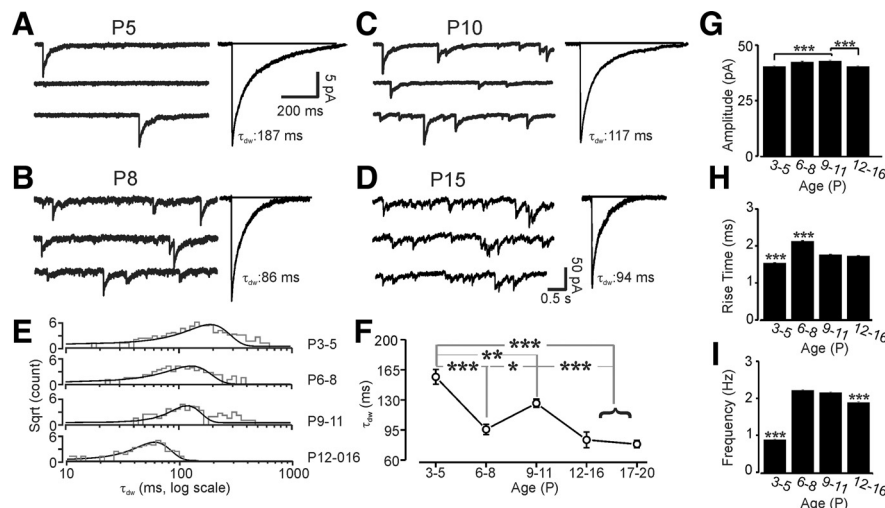 A
P5
5 pA
200 ms
τdw:187 ms
B
P8
τdw:86 ms
C
P10
τdw:117 ms
D
P15
50 pA
0.5 s
τdw:94 ms
E
Sqrt (count)
6
0
P3-5
6
0
P6-8
6
0
P9-11
6
0
P12-016
10 100 1000
τdw (ms, log scale)
F
τdw (ms)
200
165
130
95
60
***
**
*** * ***
3-5 6-8 9-11 12-16 17-20
Age (P)
G
Amplitude (pA)
50
25
0
*** ***
3-5 6-8 9-11 12-16
Age (P)
H
Rise Time (ms)
3
2
1
0
*** ***
3-5 6-8 9-11 12-16
Age (P)
I
Frequency (Hz)
3
2
1
0
*** ***
3-5 6-8 9-11 12-16
Age (P)